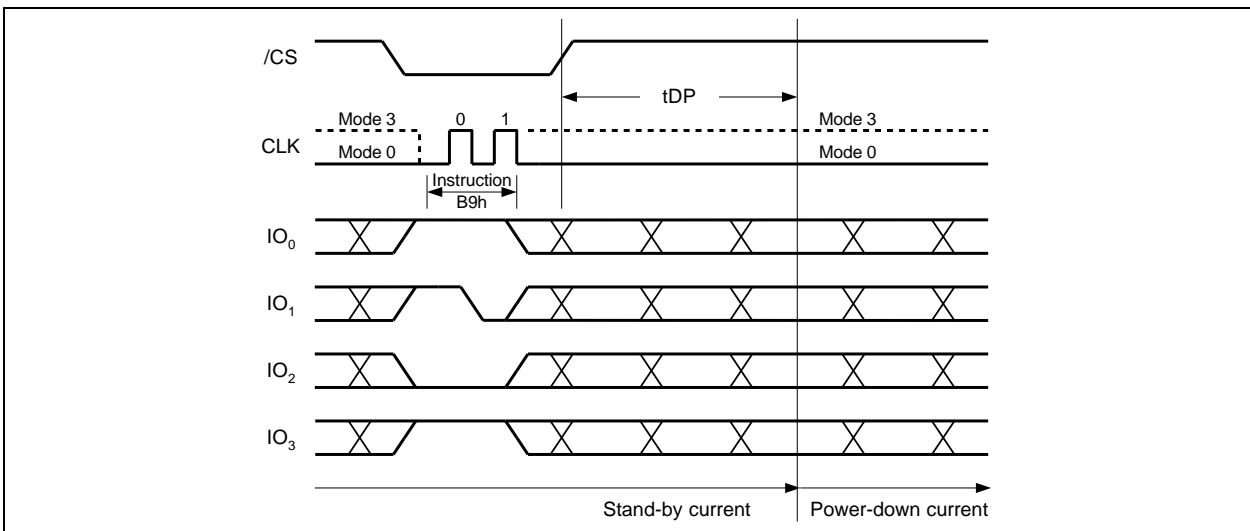 /CS
tDP
Mode 3 0 1 Mode 3
CLK
Mode 0 Mode 0
Instruction
B9h
IO₀
IO₁
IO₂
IO₃
Stand-by current Power-down current